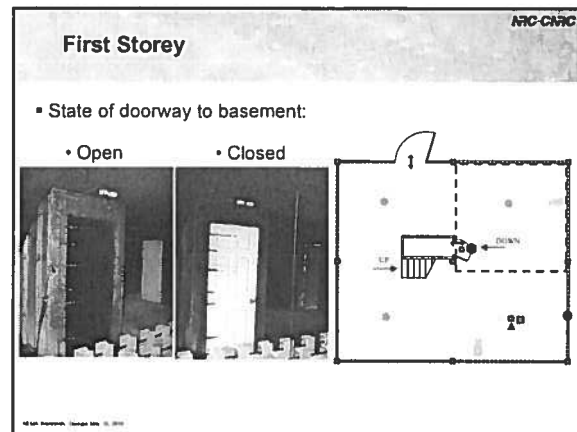 NRC-CNRC
First Storey
▪ State of doorway to basement:
• Open
• Closed
DOWN
UP